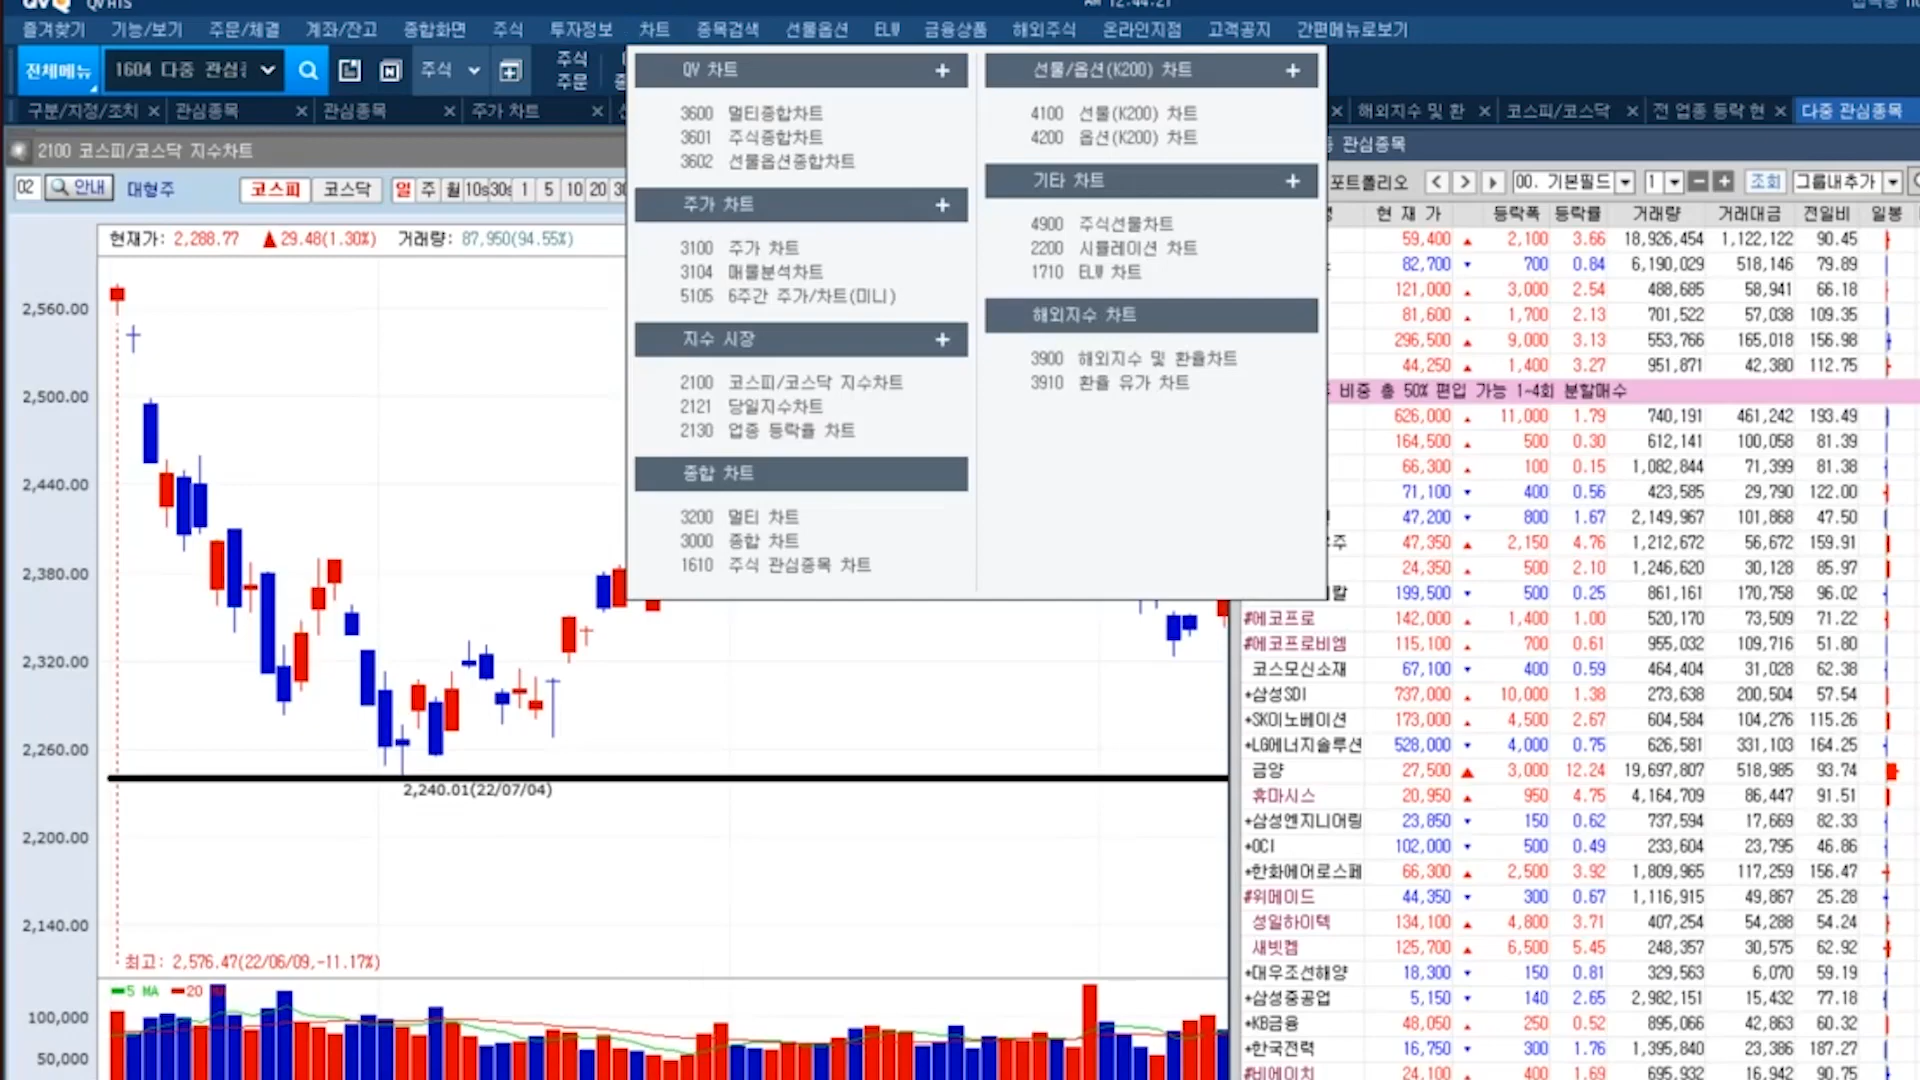 QV HTS
AM 12:44:21
즐겨찾기 기능/보기 주문/체결 계좌/잔고 종합화면 주식 투자정보 차트 종목검색 선물옵션 ELW 금융상품 해외주식 온라인지점 고객공지 간편메뉴로보기
전체메뉴 1604 다중 관심종 주식 주식 주문
구분/지정/조치 × 관심종목 × 관심종목 × 주가 차트 × × 해외지수 및 환 × 코스피/코스닥 × 전 업종 등락 현 × 다중 관심종목
2100 코스피/코스닥 지수차트
관심종목
02 안내 대형주 코스피 코스닥 일 주 월 10s 30s 1 5 10 20 30
포트폴리오 < > 00. 기본필드 1 − + 조회 그룹내추가
현재가: 2,288.77 ▲29.48(1.30%) 거래량: 87,950(94.55%)
QV 차트 +
3600 멀티종합차트
3601 주식종합차트
3602 선물옵션종합차트
주가 차트 +
3100 주가 차트
3104 매물분석차트
5105 6주간 주가/차트(미니)
지수 시장 +
2100 코스피/코스닥 지수차트
2121 당일지수차트
2130 업종 등락율 차트
종합 차트
3200 멀티 차트
3000 종합 차트
1610 주식 관심종목 차트
선물/옵션(K200) 차트 +
4100 선물(K200) 차트
4200 옵션(K200) 차트
기타 차트 +
4900 주식선물차트
2200 시뮬레이션 차트
1710 ELW 차트
해외지수 차트
3900 해외지수 및 환율차트
3910 환율 유가 차트
2,560.00
2,500.00
2,440.00
2,380.00
2,320.00
2,260.00
2,200.00
2,140.00
2,240.01(22/07/04)
최고: 2,576.47(22/06/09,-11.17%)
5 MA 20
100,000
50,000
현 재 가 등락폭 등락률 거래량 거래대금 전일비 일봉
59,400 ▲ 2,100 3.66 18,926,454 1,122,122 90.45
82,700 ▼ 700 0.84 6,190,029 518,146 79.89
121,000 ▲ 3,000 2.54 488,685 58,941 66.18
81,600 ▲ 1,700 2.13 701,522 57,038 109.35
296,500 ▲ 9,000 3.13 553,766 165,018 156.98
44,250 ▲ 1,400 3.27 951,871 42,380 112.75
비중 총 50% 편입 가능 1-4회 분할매수
626,000 ▲ 11,000 1.79 740,191 461,242 193.49
164,500 ▲ 500 0.30 612,141 100,058 81.39
66,300 ▲ 100 0.15 1,082,844 71,399 81.38
71,100 ▼ 400 0.56 423,585 29,790 122.00
47,200 ▼ 800 1.67 2,149,967 101,868 47.50
우주 47,350 ▲ 2,150 4.76 1,212,672 56,672 159.91
24,350 ▲ 500 2.10 1,246,620 30,128 85.97
칼 199,500 ▼ 500 0.25 861,161 170,758 96.02
#에코프로 142,000 ▲ 1,400 1.00 520,170 73,509 71.22
#에코프로비엠 115,100 ▲ 700 0.61 955,032 109,716 51.80
코스모신소재 67,100 ▼ 400 0.59 464,404 31,028 62.38
+삼성SDI 737,000 ▲ 10,000 1.38 273,638 200,504 57.54
+SK이노베이션 173,000 ▲ 4,500 2.67 604,584 104,276 115.26
+LG에너지솔루션 528,000 ▼ 4,000 0.75 626,581 331,103 164.25
금양 27,500 ▲ 3,000 12.24 19,697,807 518,985 93.74
휴마시스 20,950 ▲ 950 4.75 4,164,709 86,447 91.51
+삼성엔지니어링 23,850 ▼ 150 0.62 737,594 17,669 82.33
+OCI 102,000 ▼ 500 0.49 233,604 23,795 46.86
+한화에어로스페 66,300 ▲ 2,500 3.92 1,809,965 117,259 156.47
#위메이드 44,350 ▼ 300 0.67 1,116,915 49,867 25.28
성일하이텍 134,100 ▲ 4,800 3.71 407,254 54,288 54.24
새빗켐 125,700 ▲ 6,500 5.45 248,357 30,575 62.92
+대우조선해양 18,300 ▼ 150 0.81 329,563 6,070 59.19
+삼성중공업 5,150 ▼ 140 2.65 2,982,151 15,432 77.18
+KB금융 48,050 ▲ 250 0.52 895,066 42,863 60.32
+한국전력 16,750 ▼ 300 1.76 1,395,840 23,386 187.27
#비에이치 24,100 ▲ 400 1.69 695,932 16,942 90.75